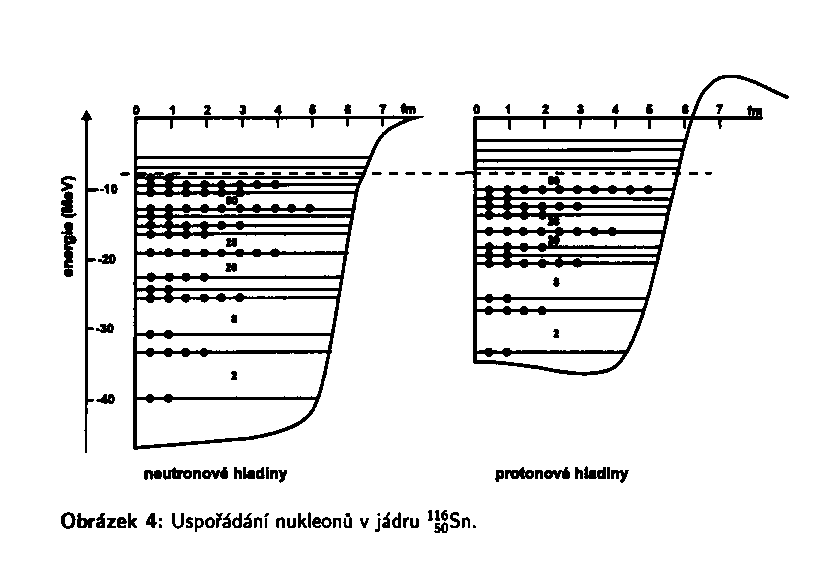 0 1 2 3 4 5 6 7 fm
0 1 2 3 4 5 6 7 fm
energie (MeV)
-10
-20
-30
-40
50
28
20
8
2
50
28
20
8
2
neutronové hladiny
protonové hladiny
Obrázek 4: Uspořádání nukleonů v jádru ¹¹⁶₅₀Sn.